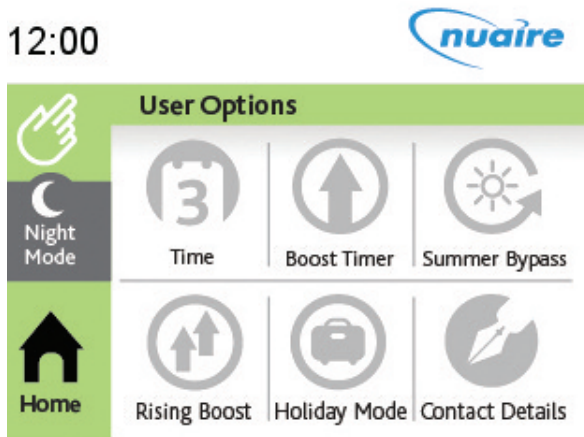 12:00
nuaire
User Options
3
Night
Mode
Time
Boost Timer
Summer Bypass
Home
Rising Boost
Holiday Mode
Contact Details